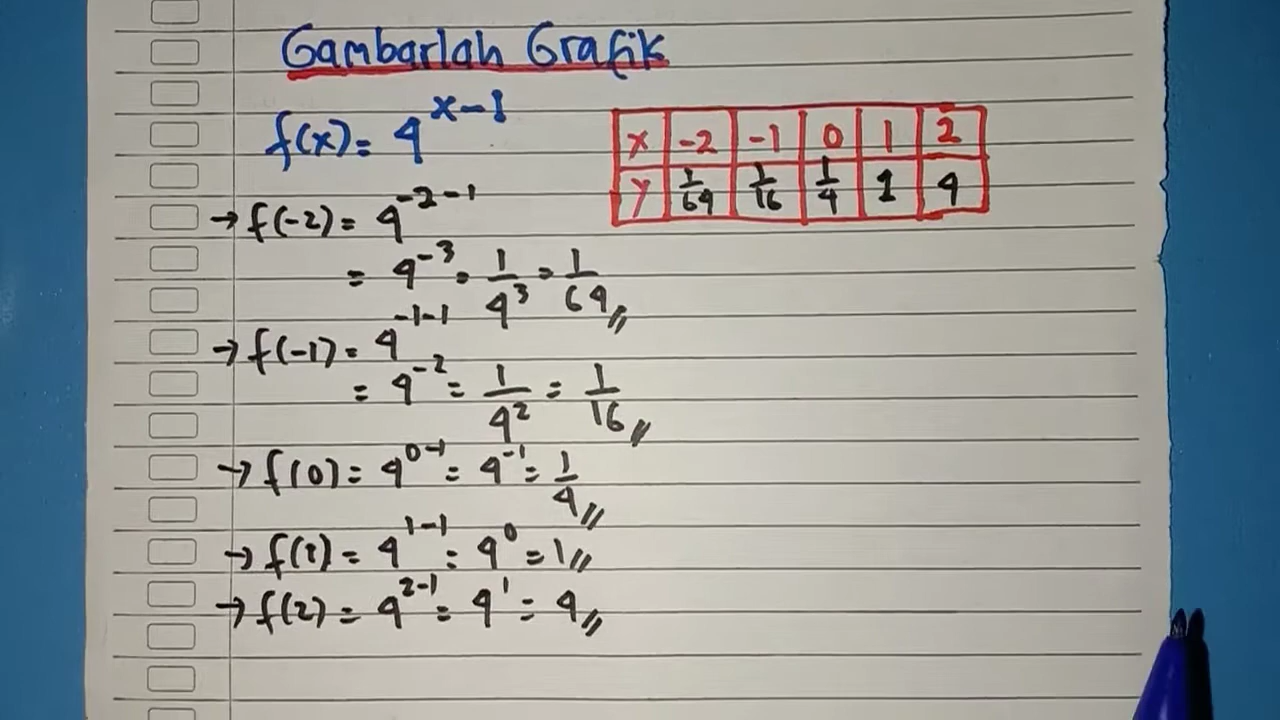 Gambarlah Grafik
f(x) = 4^{x-1}
x | -2 | -1 | 0 | 1 | 2
y | 1/64 | 1/16 | 1/4 | 1 | 4
→ f(-2) = 4^{-2-1}
= 4^{-3} = 1/4^3 = 1/64 //
→ f(-1) = 4^{-1-1}
= 4^{-2} = 1/4^2 = 1/16 //
→ f(0) = 4^{0-1} = 4^{-1} = 1/4 //
→ f(1) = 4^{1-1} = 4^0 = 1 //
→ f(2) = 4^{2-1} = 4^1 = 4 //